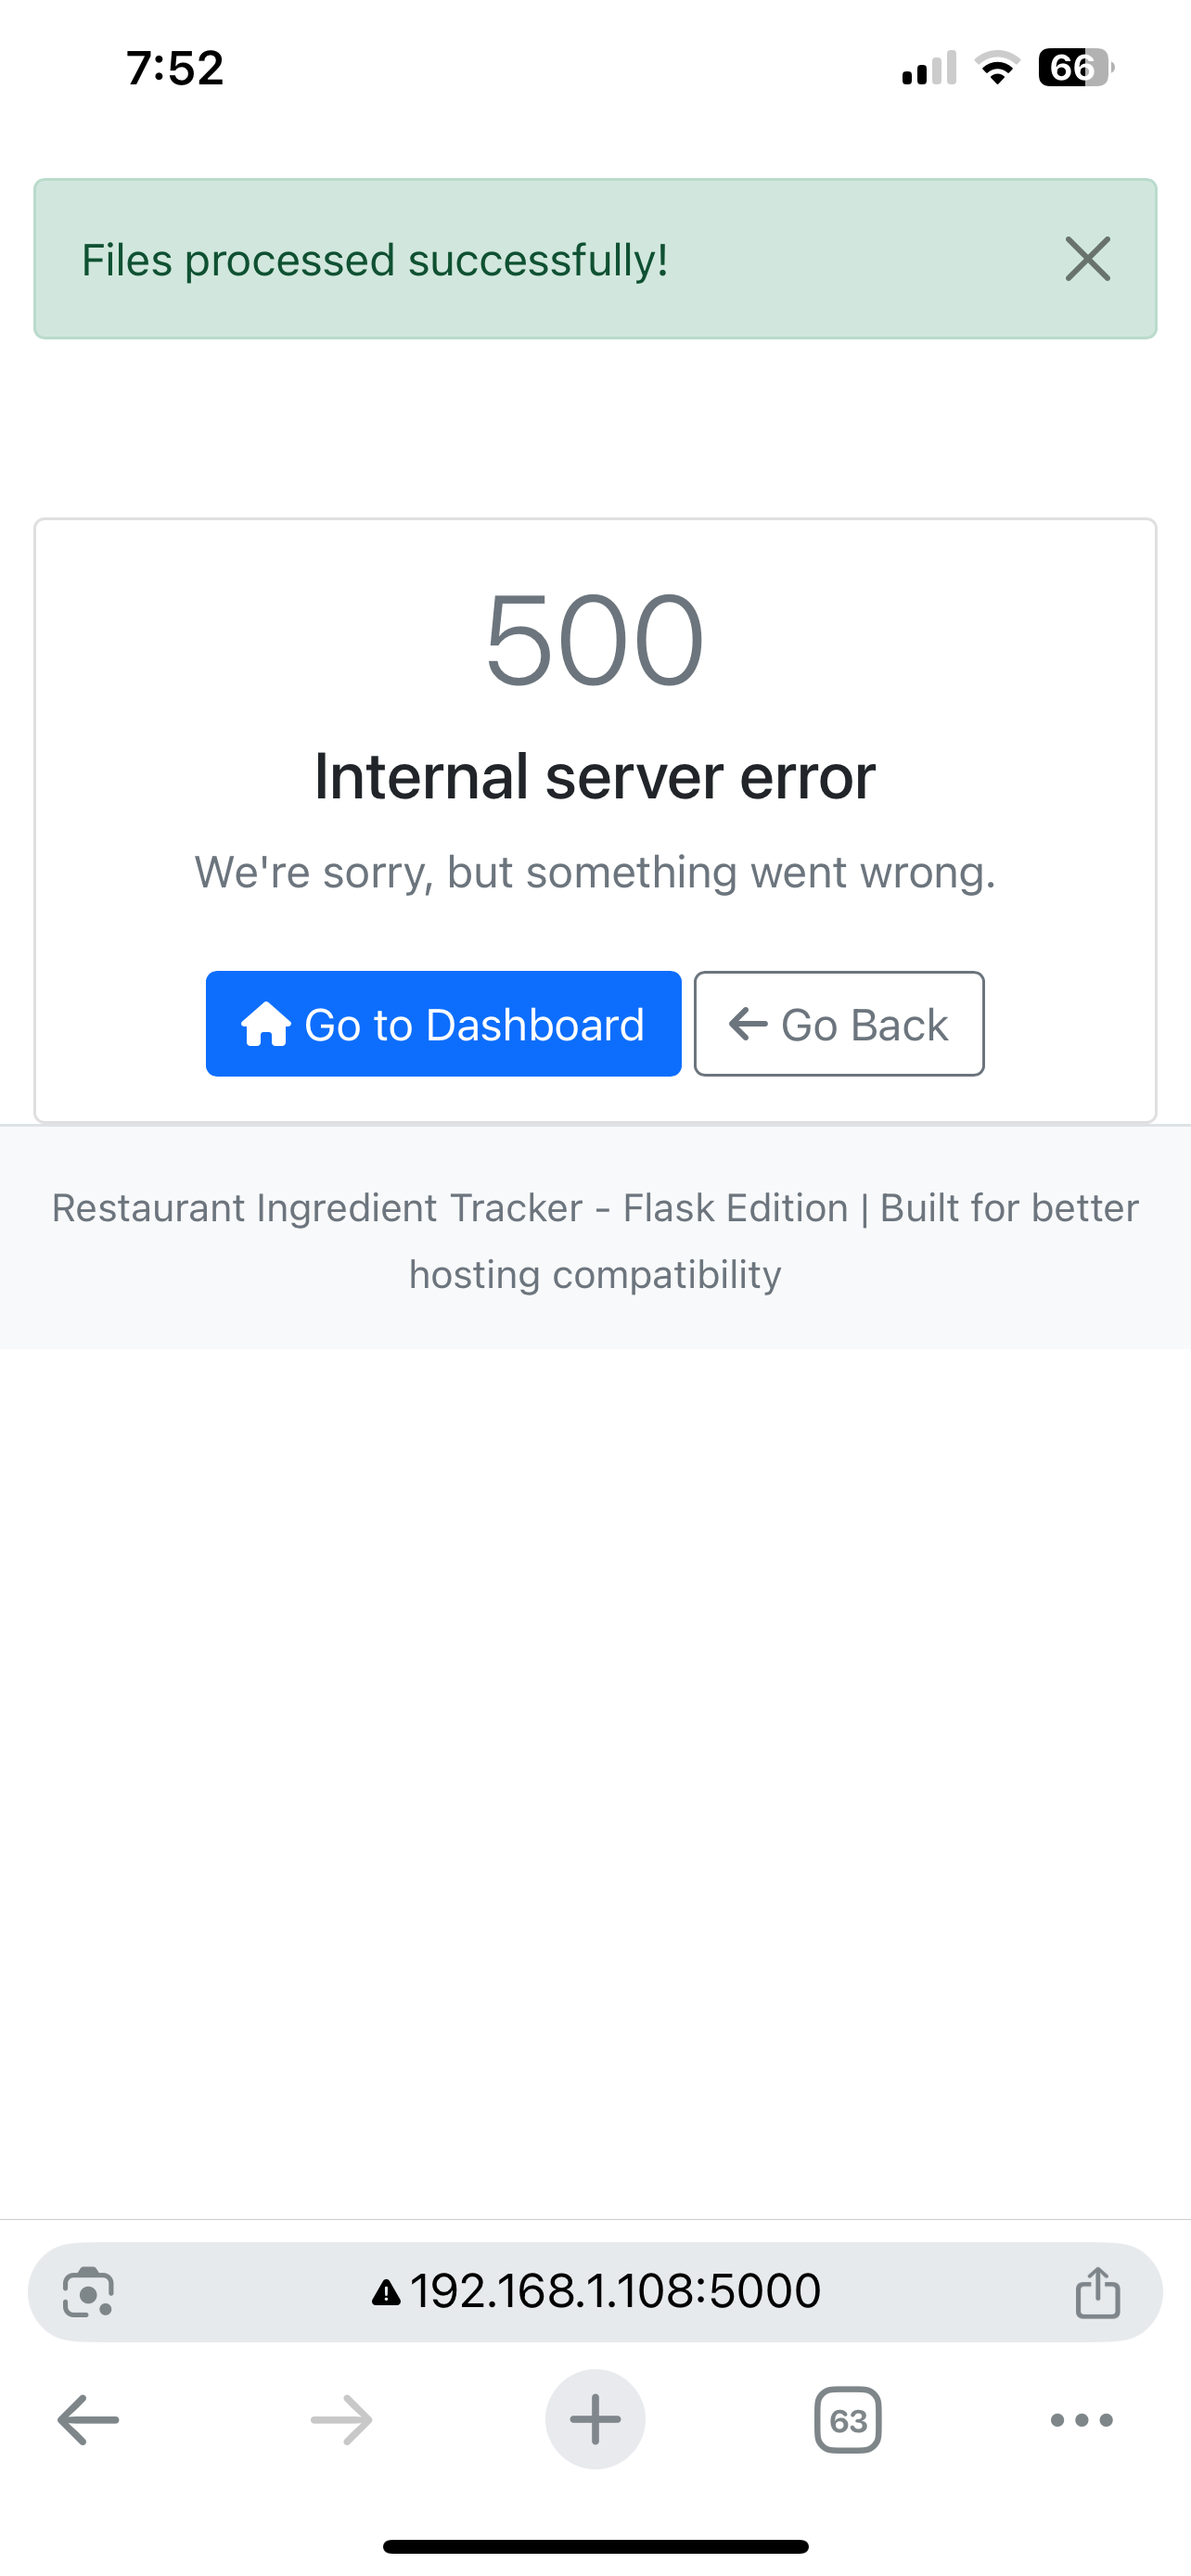 7:52
66
Files processed successfully!
500
Internal server error
We're sorry, but something went wrong.
Go to Dashboard
Go Back
Restaurant Ingredient Tracker - Flask Edition | Built for better
hosting compatibility
192.168.1.108:5000
63